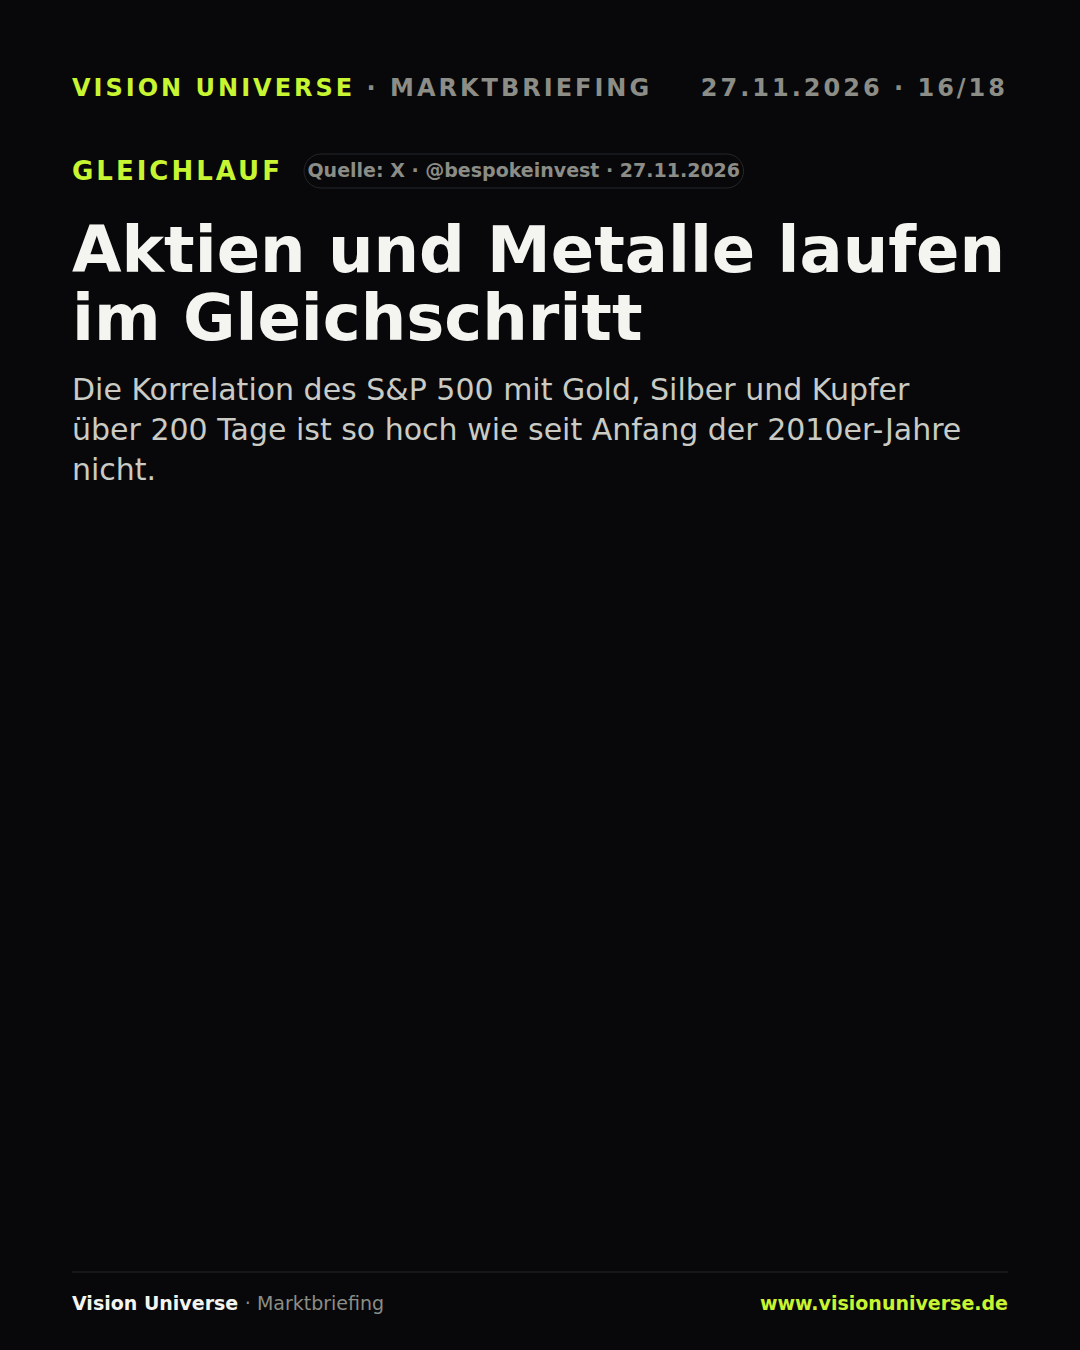 VISION UNIVERSE · MARKTBRIEFING 27.11.2026 · 16/18
GLEICHLAUF Quelle: X · @bespokeinvest · 27.11.2026
Aktien und Metalle laufen
im Gleichschritt
Die Korrelation des S&P 500 mit Gold, Silber und Kupfer
über 200 Tage ist so hoch wie seit Anfang der 2010er-Jahre
nicht.
Vision Universe · Marktbriefing www.visionuniverse.de